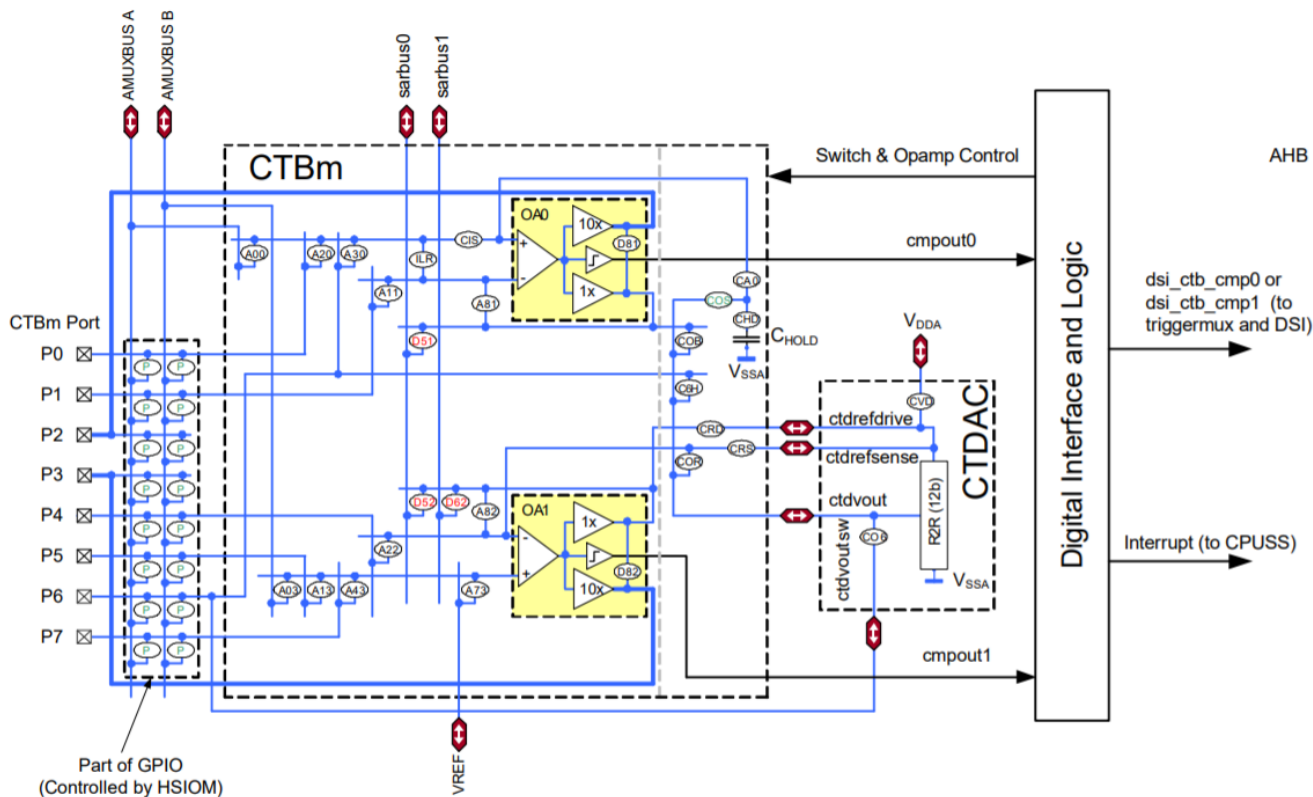 AMUXBUS A
AMUXBUS B
sarbus0
sarbus1
CTBm
Switch & Opamp Control
AHB
OA0
10x
CIS
+
A00
A20
A30
ILR
D81
cmpout0
-
CA0
A11
A81
1x
COS
CHD
dsi_ctb_cmp0 or
dsi_ctb_cmp1 (to
triggermux and DSI)
CTBm Port
D51
COB
CHOLD
VDDA
P0
P
P
VSSA
P1
P
P
C6H
CVD
P2
P
P
CRD
ctdrefdrive
P3
P
P
COR
CRS
ctdrefsense
CTDAC
P4
P
P
D52
D62
A82
OA1
1x
ctdvout
R2R (12b)
Digital Interface and Logic
A22
-
CO6
P5
P
P
ctdvoutsw
Interrupt (to CPUSS)
+
D82
P6
P
P
A03
A13
A43
A73
10x
VSSA
P7
P
P
cmpout1
Part of GPIO
(Controlled by HSIOM)
VREF